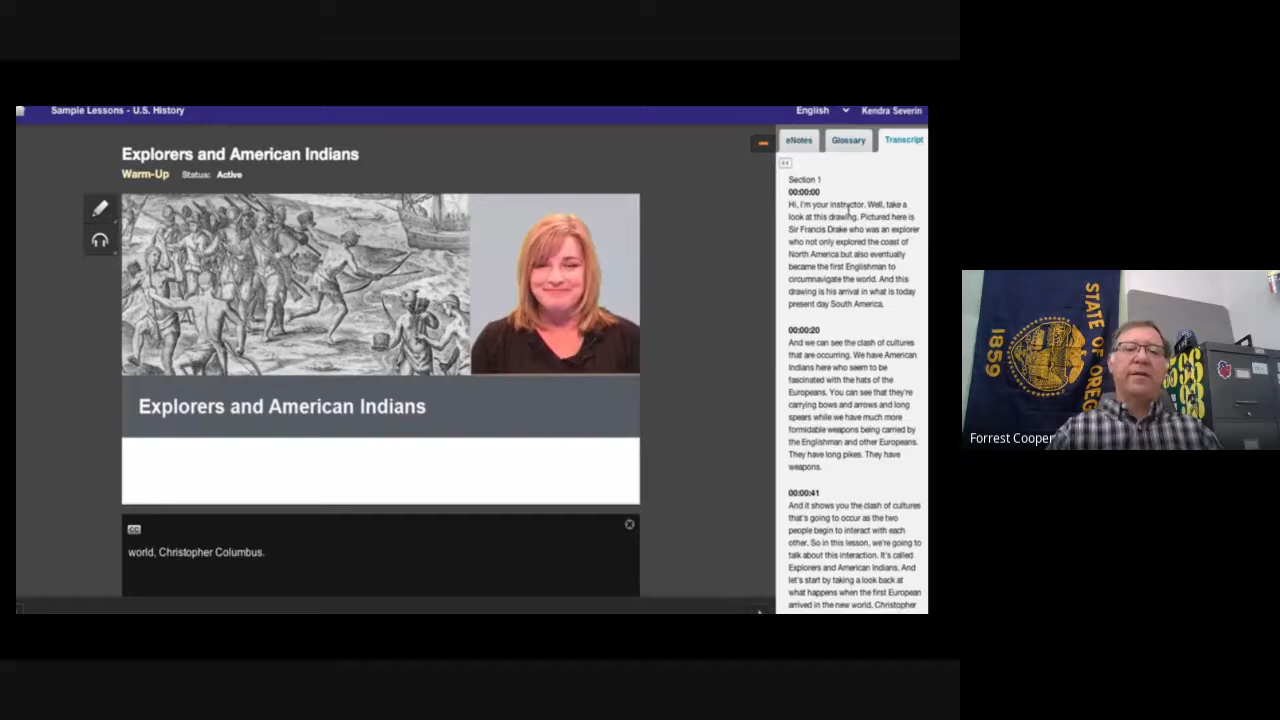 Sample Lessons - U.S. History
English
Kendra Severin
Explorers and American Indians
Warm-Up Status: Active
eNotes
Glossary
Transcript
Section 1
00:00:00
Hi, I'm your instructor. Well, take a
look at this drawing. Pictured here is
Sir Francis Drake who was an explorer
who not only explored the coast of
North America but also eventually
became the first Englishman to
circumnavigate the world. And this
drawing is his arrival in what is today
present day South America.
00:00:20
And we can see the clash of cultures
that are occurring. We have American
Indians here who seem to be
fascinated with the hats of the
Europeans. You can see that they're
carrying bows and arrows and long
spears while we have much more
formidable weapons being carried by
the Englishman and other Europeans.
They have long pikes. They have
weapons.
00:00:41
And it shows you the clash of cultures
that's going to occur as the two
people begin to interact with each
other. So in this lesson, we're going to
talk about this interaction. It's called
Explorers and American Indians. And
let's start by taking a look back at
what happens when the first European
arrived in the new world, Christopher
Explorers and American Indians
CC
world, Christopher Columbus.
STATE OF OREG
1859
Forrest Cooper